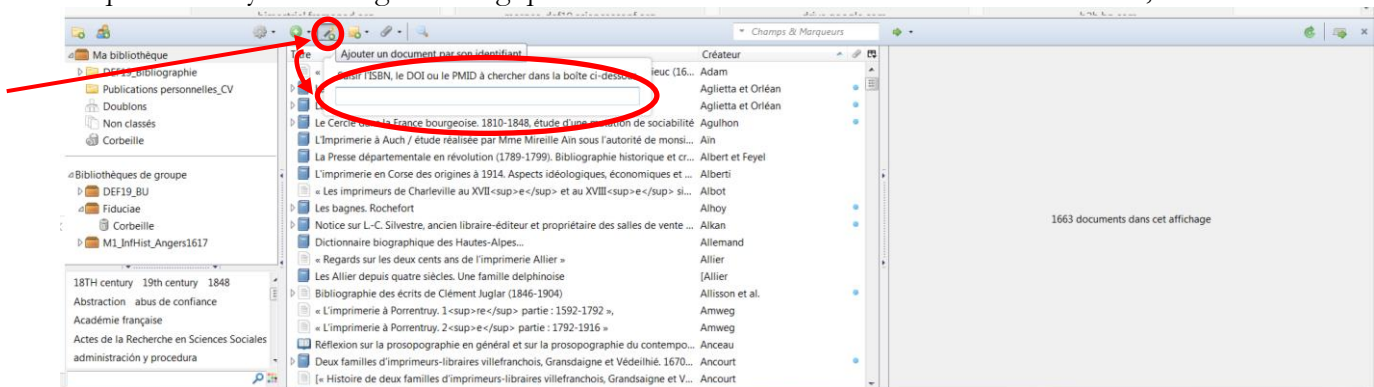 Champs & Marqueurs
Ma bibliothèque
DEF19_Bibliographie
Publications personnelles_CV
Doublons
Non classés
Corbeille
Bibliothèques de groupe
DEF19_BU
Fiduciae
Corbeille
M1_InfHist_Angers1617
18TH century 19th century 1848
Abstraction abus de confiance
Académie française
Actes de la Recherche en Sciences Sociales
administración y procedura
Ajouter un document par son identifiant
Créateur
Saisir l'ISBN, le DOI ou le PMID à chercher dans la boîte ci-dessous
ieuc (16... Adam
Aglietta et Orléan
Aglietta et Orléan
Le Cercle dans la France bourgeoise. 1810-1848, étude d'une mutation de sociabilité Agulhon
L'Imprimerie à Auch / étude réalisée par Mme Mireille Ain sous l'autorité de monsi... Ain
La Presse départementale en révolution (1789-1799). Bibliographie historique et cr... Albert et Feyel
L'imprimerie en Corse des origines à 1914. Aspects idéologiques, économiques et ... Alberti
« Les imprimeurs de Charleville au XVII<sup>e</sup> et au XVIII<sup>e</sup> si... Albot
Les bagnes. Rochefort Alhoy
Notice sur L.-C. Silvestre, ancien libraire-éditeur et propriétaire des salles de vente ... Alkan
Dictionnaire biographique des Hautes-Alpes... Allemand
« Regards sur les deux cents ans de l'imprimerie Allier » Allier
Les Allier depuis quatre siècles. Une famille delphinoise [Allier
Bibliographie des écrits de Clément Juglar (1846-1904) Allisson et al.
« L'imprimerie à Porrentruy. 1<sup>re</sup> partie : 1592-1792 », Amweg
« L'imprimerie à Porrentruy. 2<sup>e</sup> partie : 1792-1916 » Amweg
Réflexion sur la prosopographie en général et sur la prosopographie du contempo... Anceau
Deux familles d'imprimeurs-libraires villefranchois, Gransdaigne et Védeilhié. 1670... Ancourt
[« Histoire de deux familles d'imprimeurs-libraires villefranchois, Grandsaigne et V... Ancourt
1663 documents dans cet affichage